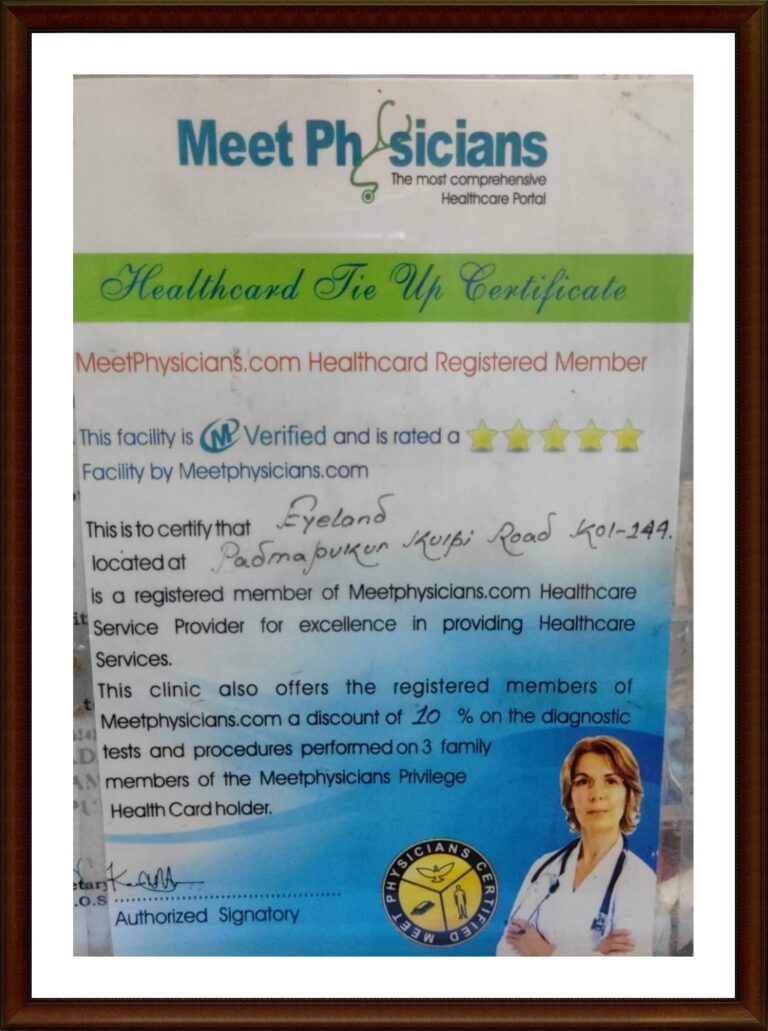 Meet Physicians
The most comprehensive
Healthcare Portal
Healthcard Tie Up Certificate
MeetPhysicians.com Healthcard Registered Member
This facility is M Verified and is rated a
Facility by Meetphysicians.com
This is to certify that Eyeland
located at Padmapukur Kulpi Road Kol-144.
is a registered member of Meetphysicians.com Healthcare
Service Provider for excellence in providing Healthcare
Services.
This clinic also offers the registered members of
Meetphysicians.com a discount of 10 % on the diagnostic
tests and procedures performed on 3 family
members of the Meetphysicians Privilege
Health Card holder.
Authorized Signatory
MEET PHYSICIANS CERTIFIED